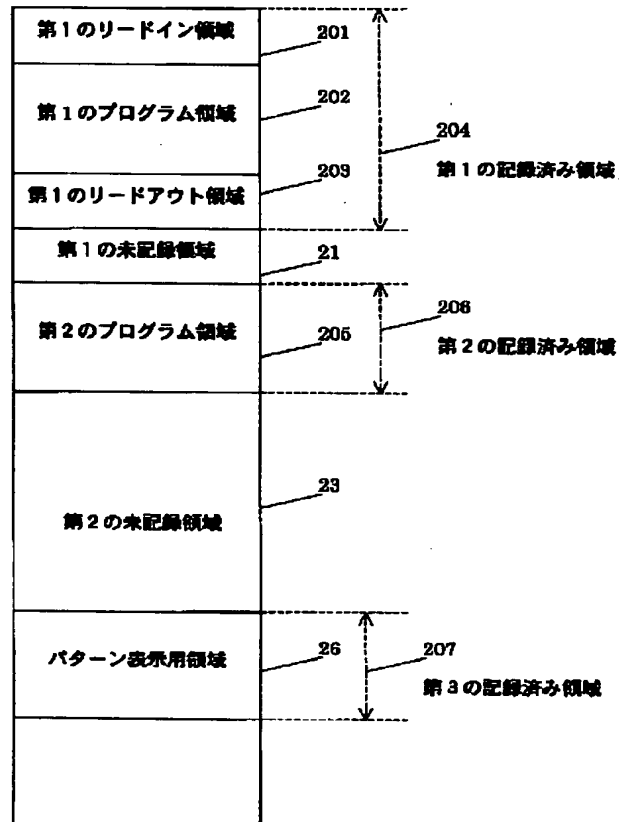 第1のリードイン領域
201
第1のプログラム領域
202
204
第1の記録済み領域
第1のリードアウト領域
203
第1の未記録領域
21
第2のプログラム領域
205
206
第2の記録済み領域
第2の未記録領域
23
パターン表示用領域
26
207
第3の記録済み領域